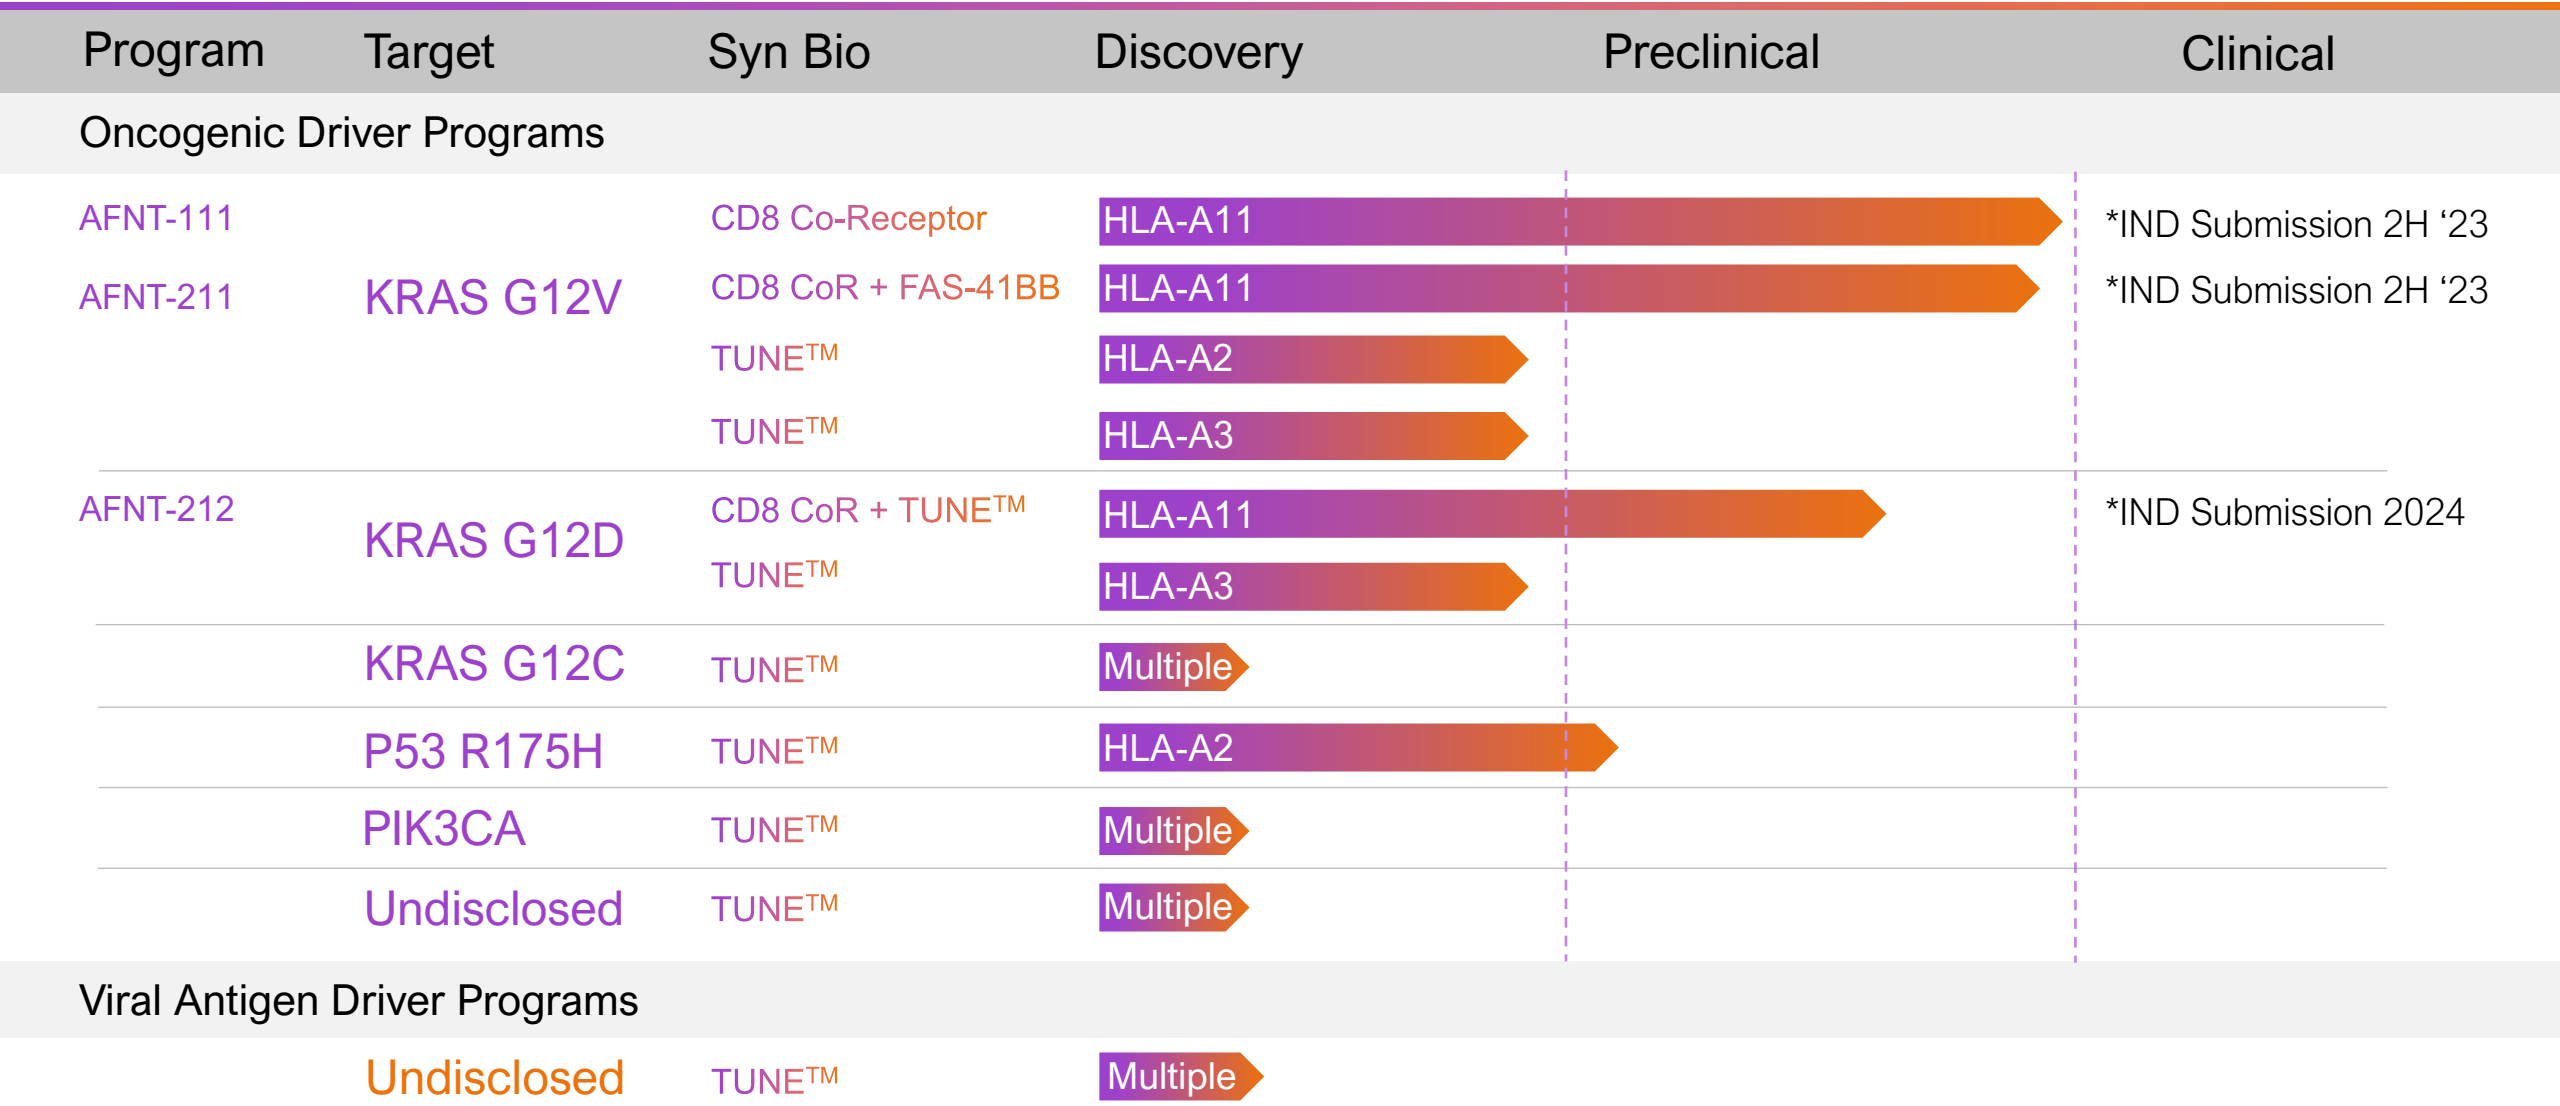 Program Target Syn Bio Discovery Preclinical Clinical
Oncogenic Driver Programs
AFNT-111 CD8 Co-Receptor HLA-A11 *IND Submission 2H ‘23
AFNT-211 KRAS G12V CD8 CoR + FAS-41BB HLA-A11 *IND Submission 2H ‘23
TUNE™ HLA-A2
TUNE™ HLA-A3
AFNT-212 CD8 CoR + TUNE™ HLA-A11 *IND Submission 2024
KRAS G12D
TUNE™ HLA-A3
KRAS G12C TUNE™ Multiple
P53 R175H TUNE™ HLA-A2
PIK3CA TUNE™ Multiple
Undisclosed TUNE™ Multiple
Viral Antigen Driver Programs
Undisclosed TUNE™ Multiple